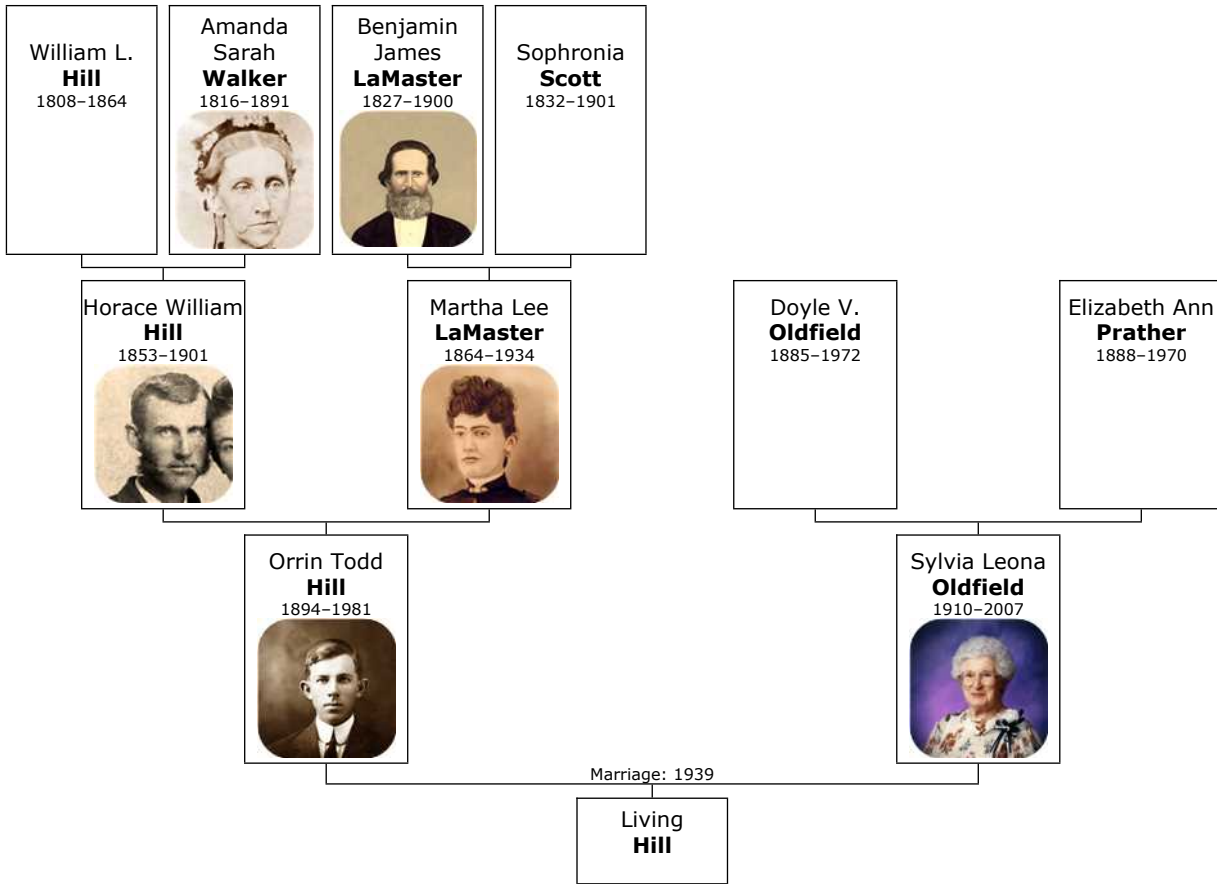 William L.
Hill
1808–1864
Amanda
Sarah
Walker
1816–1891
Benjamin
James
LaMaster
1827–1900
Sophronia
Scott
1832–1901
Horace William
Hill
1853–1901
Martha Lee
LaMaster
1864–1934
Doyle V.
Oldfield
1885–1972
Elizabeth Ann
Prather
1888–1970
Orrin Todd
Hill
1894–1981
Sylvia Leona
Oldfield
1910–2007
Marriage: 1939
Living
Hill